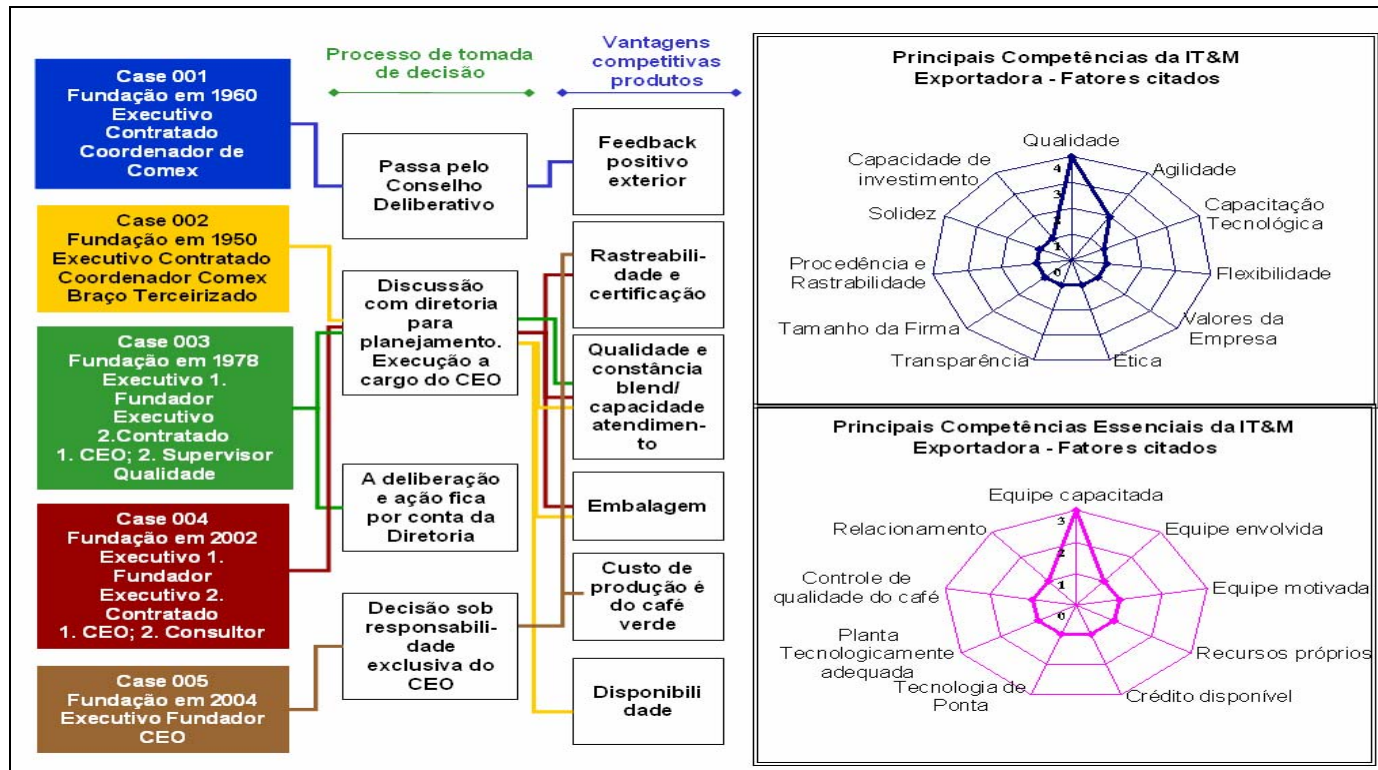 Case 001
Fundação em 1960
Executivo
Contratado
Coordenador de
Comex
Case 002
Fundação em 1950
Executivo Contratado
Coordenador Comex
Braço Terceirizado
Case 003
Fundação em 1978
Executivo 1.
Fundador
Executivo
2.Contratado
1. CEO; 2. Supervisor
Qualidade
Case 004
Fundação em 2002
Executivo 1.
Fundador
Executivo 2.
Contratado
1. CEO; 2. Consultor
Case 005
Fundação em 2004
Executivo Fundador
CEO
Processo de tomada
de decisão
Passa pelo
Conselho
Deliberativo
Discussão
com diretoria
para
planejamento.
Execução a
cargo do CEO
A deliberação
e ação fica
por conta da
Diretoria
Decisão sob
responsabili-
dade
exclusiva do
CEO
Vantagens
competitivas
produtos
Feedback
positivo
exterior
Rastreabili-
dade e
certificação
Qualidade e
constância
blend/
capacidade
atendimen-
to
Embalagem
Custo de
produção é
do café
verde
Disponibili
dade
Principais Competências da IT&M
Exportadora - Fatores citados
Qualidade
Agilidade
Capacitação
Tecnológica
Flexibilidade
Valores da
Empresa
Ética
Transparência
Tamanho da Firma
Procedência e
Rastrabilidade
Solidez
Capacidade de
investimento
4
3
2
1
0
Principais Competências Essenciais da IT&M
Exportadora - Fatores citados
Equipe capacitada
Equipe envolvida
Equipe motivada
Recursos próprios
Crédito disponível
Tecnologia de
Ponta
Planta
Tecnologicamente
adequada
Controle de
qualidade do café
Relacionamento
3
2
1
0